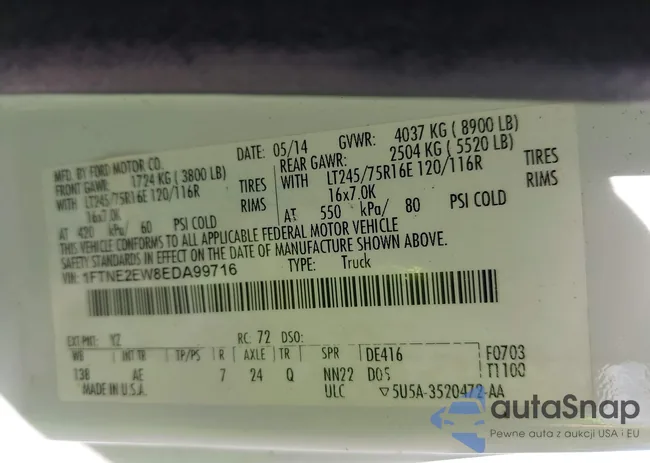 MFD. BY FORD MOTOR CO.
DATE: 05/14 GVWR: 4037 KG ( 8900 LB)
FRONT GAWR: 1724 KG ( 3800 LB) REAR GAWR: 2504 KG ( 5520 LB)
WITH LT245/75R16E 120/116R TIRES WITH LT245/75R16E 120/116R TIRES
16x7.0K RIMS 16x7.0K RIMS
AT 420 kPa/ 60 PSI COLD AT 550 kPa/ 80 PSI COLD
THIS VEHICLE CONFORMS TO ALL APPLICABLE FEDERAL MOTOR VEHICLE
SAFETY STANDARDS IN EFFECT ON THE DATE OF MANUFACTURE SHOWN ABOVE.
VIN: 1FTNE2EW8EDA99716 TYPE: Truck
EXT PNT: YZ RC: 72 DSO:
WB INT TR TP/PS R AXLE TR SPR DE416 F0703
138 AE 7 24 Q NN22 D05 T1100
MADE IN U.S.A. ULC ▽5U5A-3520472-AA
autaSnap
Pewne auta z aukcji USA i EU